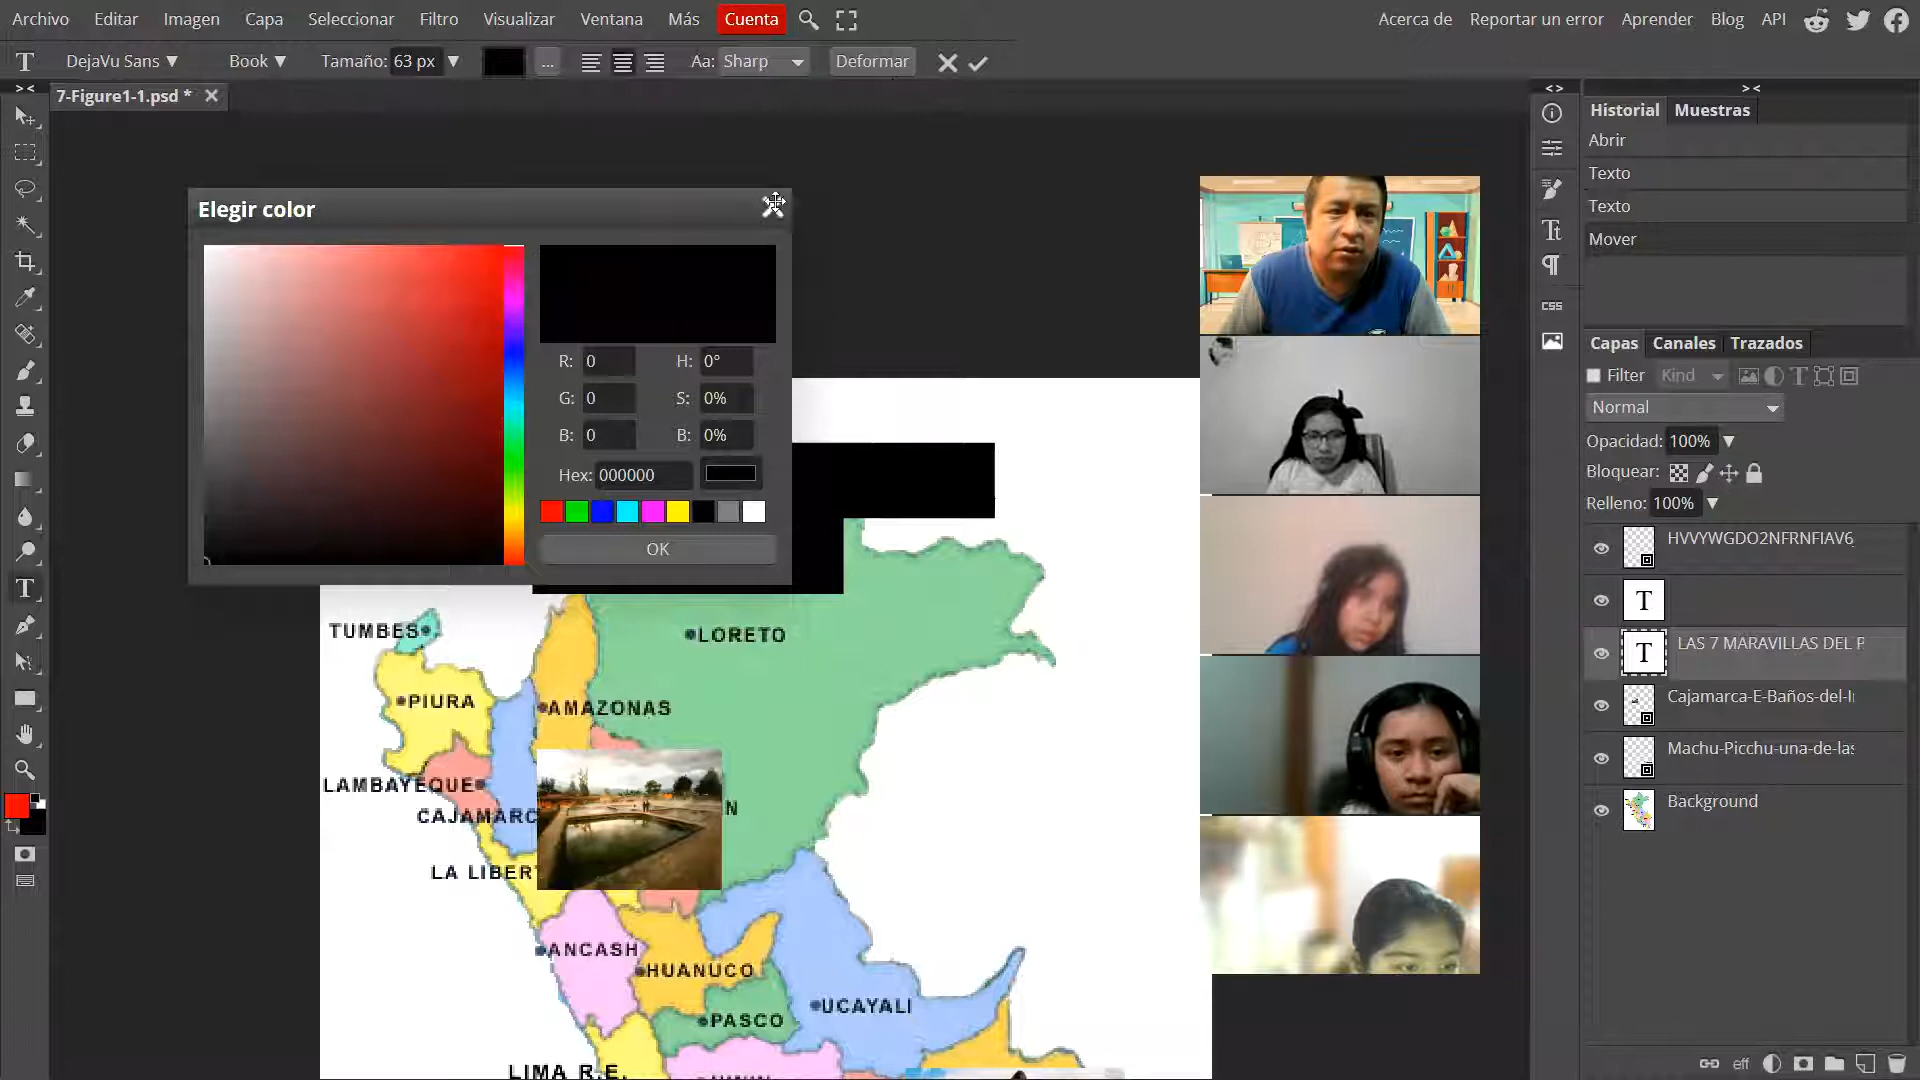 Archivo Editar Imagen Capa Seleccionar Filtro Visualizar Ventana Más Cuenta
Acerca de Reportar un error Aprender Blog API
DejaVu Sans ▼ Book ▼ Tamaño: 63 px ▼ ... Aa: Sharp Deformar
7-Figure1-1.psd *
Elegir color
R: 0 H: 0°
G: 0 S: 0%
B: 0 B: 0%
Hex: 000000
OK
TUMBES
LORETO
PIURA
AMAZONAS
LAMBAYEQUE
CAJAMARC
N
LA LIBERT
ANCASH
HUANUCO
UCAYALI
PASCO
LIMA R.E.
Historial Muestras
Abrir
Texto
Texto
Mover
CSS
Capas Canales Trazados
Filter Kind
Normal
Opacidad: 100% ▼
Bloquear:
Relleno: 100% ▼
HVVYWGDO2NFRNFIAV6
LAS 7 MARAVILLAS DEL P
Cajamarca-E-Baños-del-I
Machu-Picchu-una-de-las
Background
eff